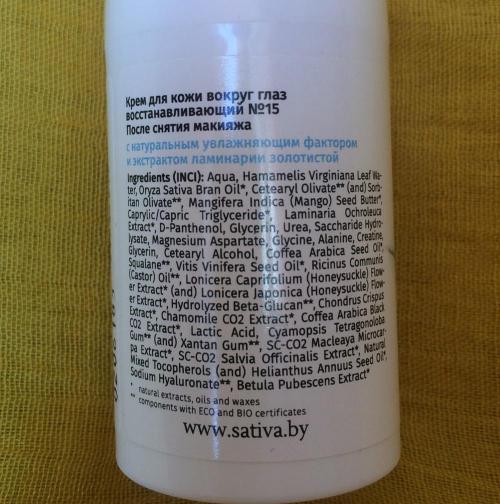 Крем для кожи вокруг глаз
восстанавливающий №15
После снятия макияжа
с натуральным увлажняющим фактором
и экстрактом ламинарии золотистой
Ingredients (INCI): Aqua, Hamamelis Virginiana Leaf Wa-
ter, Oryza Sativa Bran Oil*, Cetearyl Olivate** (and) Sorb-
itan Olivate**, Mangifera Indica (Mango) Seed Butter*,
Caprylic/Capric Triglyceride*, Laminaria Ochroleuca
Extract*, D-Panthenol, Glycerin, Urea, Saccharide Hydro-
lysate, Magnesium Aspartate, Glycine, Alanine, Creatine,
Glycerin, Cetearyl Alcohol, Coffea Arabica Seed Oil*,
Squalane**, Vitis Vinifera Seed Oil*, Ricinus Communis
(Castor) Oil**, Lonicera Caprifolium (Honeysuckle) Flow-
er Extract* (and) Lonicera Japonica (Honeysuckle) Flow-
er Extract*, Hydrolyzed Beta-Glucan**, Chondrus Crispus
Extract*, Chamomile CO2 Extract*, Coffea Arabica Black
CO2 Extract*, Lactic Acid, Cyamopsis Tetragonoloba
Gum** (and) Xantan Gum**, SC-CO2 Macleaya Microcar-
pa Extract*, SC-CO2 Salvia Officinalis Extract*, Natural
Mixed Tocopherols (and) Helianthus Annuus Seed Oil*,
Sodium Hyaluronate**, Betula Pubescens Extract*
* natural extracts, oils and waxes
** components with ECO and BIO certificates
www.sativa.by